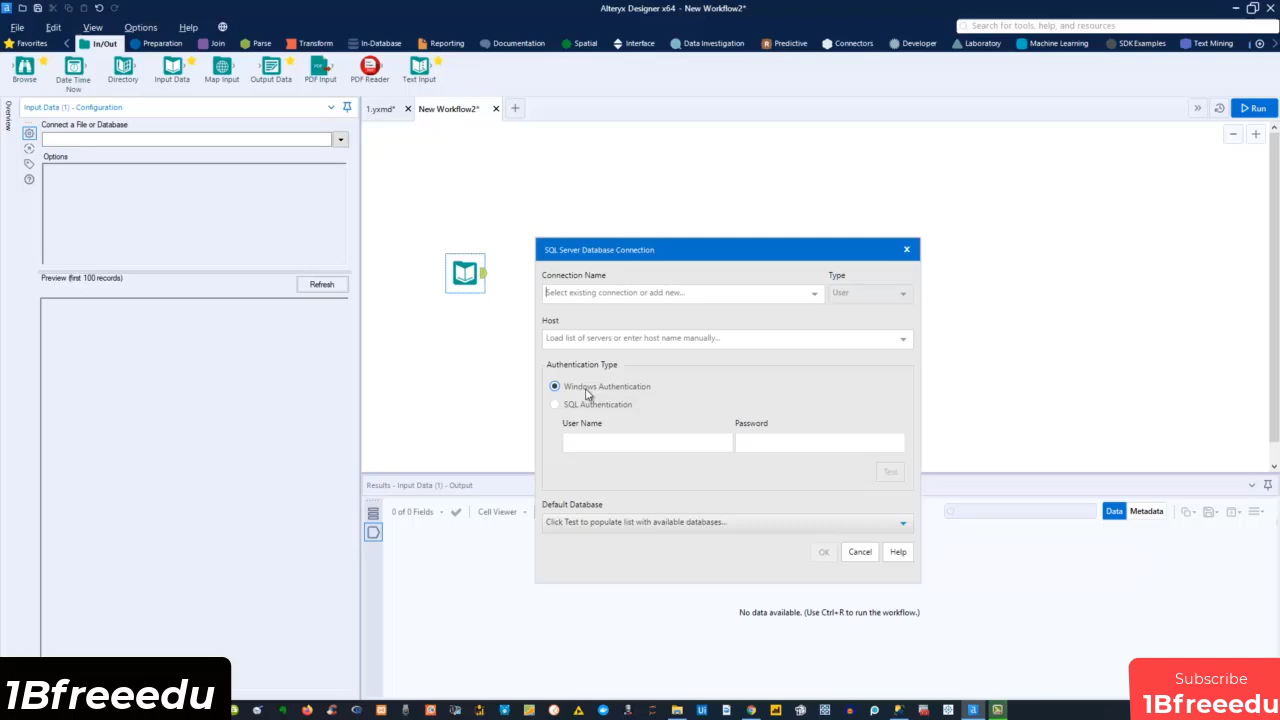 Alteryx Designer x64 - New Workflow2*
File Edit View Options Help
Search for tools, help, and resources
Favorites In/Out Preparation Join Parse Transform In-Database Reporting Documentation Spatial Interface Data Investigation Predictive Connectors Developer Laboratory Machine Learning SDK Examples Text Mining
Browse Date Time Now Directory Input Data Map Input Output Data PDF Input PDF Reader Text Input
Overview
Input Data (1) - Configuration
1.yxmd* New Workflow2*
Run
Connect a File or Database
Options
Preview (first 100 records)
Refresh
SQL Server Database Connection
Connection Name Type
Select existing connection or add new... User
Host
Load list of servers or enter host name manually...
Authentication Type
Windows Authentication
SQL Authentication
User Name Password
Test
Default Database
Click Test to populate list with available databases...
OK Cancel Help
Results - Input Data (1) - Output
0 of 0 Fields Cell Viewer
Data Metadata
No data available. (Use Ctrl+R to run the workflow.)
1Bfreeedu
Subscribe
1Bfreeedu